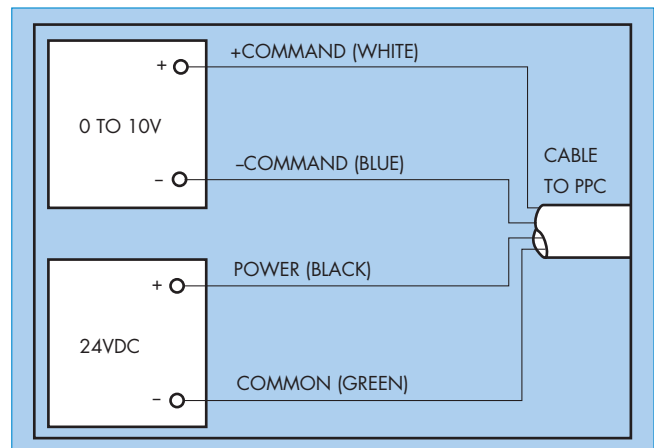 +COMMAND (WHITE)
+
0 TO 10V
–COMMAND (BLUE)
–
CABLE
TO PPC
POWER (BLACK)
+
24VDC
COMMON (GREEN)
–